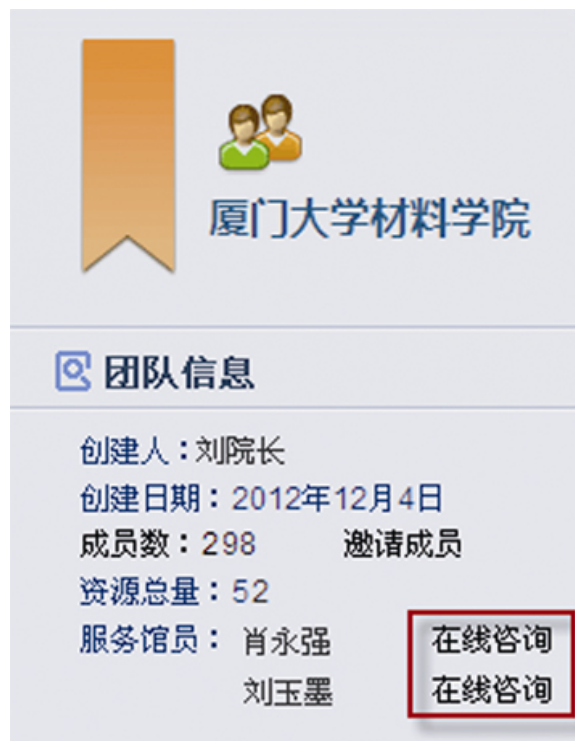 厦门大学材料学院
团队信息
创建人：刘院长
创建日期：2012年12月4日
成员数：298 邀请成员
资源总量：52
服务馆员：肖永强 在线咨询
刘玉墨 在线咨询